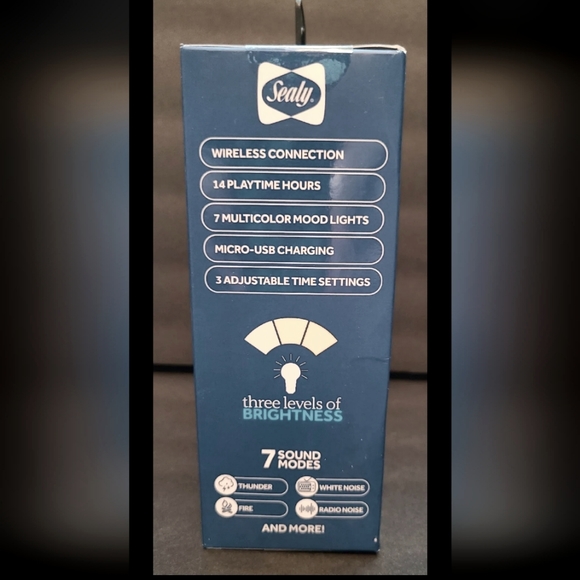 Sealy
WIRELESS CONNECTION
14 PLAYTIME HOURS
7 MULTICOLOR MOOD LIGHTS
MICRO-USB CHARGING
3 ADJUSTABLE TIME SETTINGS
three levels of
BRIGHTNESS
7 SOUND
MODES
THUNDER WHITE NOISE
FIRE RADIO NOISE
AND MORE!